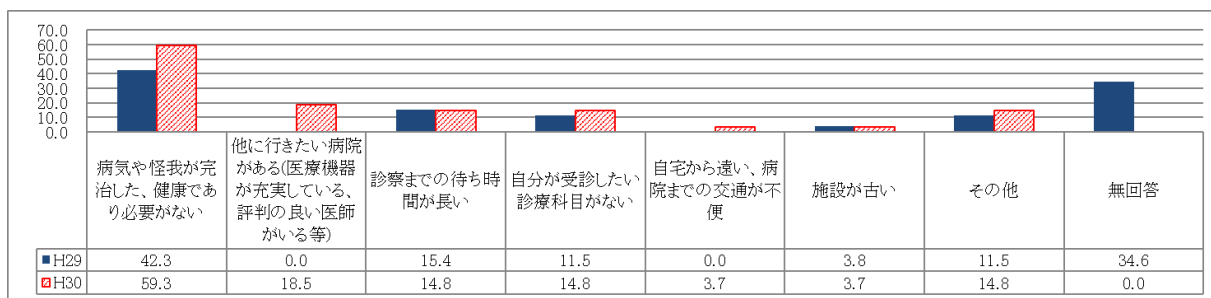 70.0
60.0
50.0
40.0
30.0
20.0
10.0
0.0
病気や怪我が完
治した、健康であ
り必要がない
他に行きたい病院
がある(医療機器
が充実している、
評判の良い医師
がいる等)
診察までの待ち時
間が長い
自分が受診したい
診療科目がない
自宅から遠い、病
院までの交通が不
便
施設が古い
その他
無回答
H29 42.3 0.0 15.4 11.5 0.0 3.8 11.5 34.6
H30 59.3 18.5 14.8 14.8 3.7 3.7 14.8 0.0